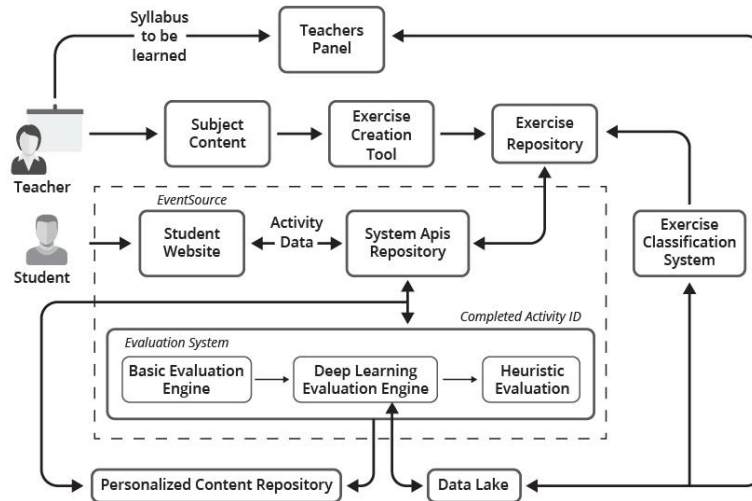 Syllabus
to be
learned
Teachers
Panel
Teacher
Subject
Content
Exercise
Creation
Tool
Exercise
Repository
EventSource
Student
Student
Website
Activity
Data
System Apis
Repository
Exercise
Classification
System
Completed Activity ID
Evaluation System
Basic Evaluation
Engine
Deep Learning
Evaluation Engine
Heuristic
Evaluation
Personalized Content Repository
Data Lake